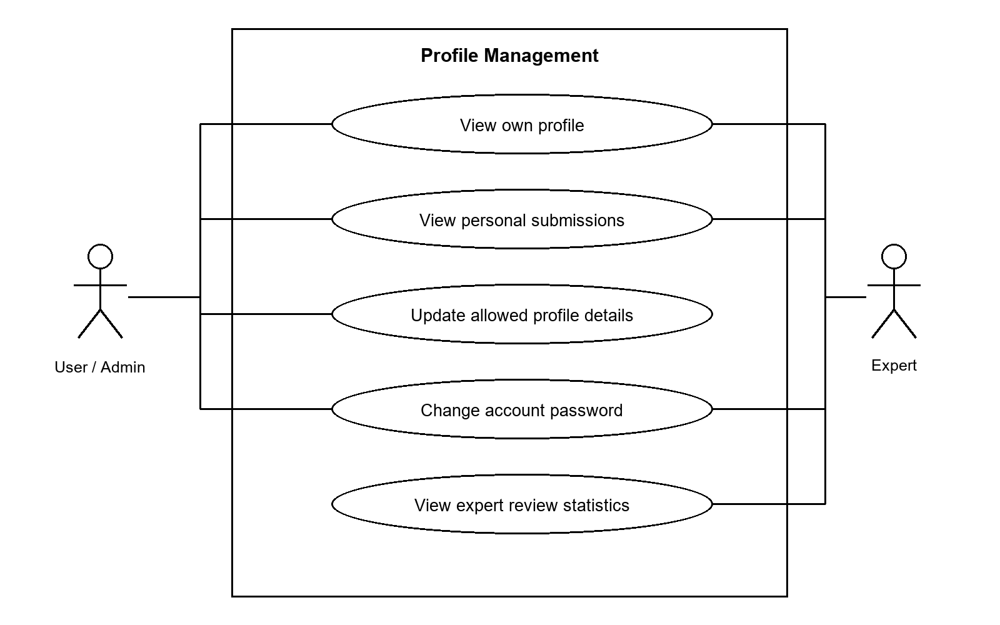 Profile Management
View own profile
View personal submissions
Update allowed profile details
User / Admin
Expert
Change account password
View expert review statistics